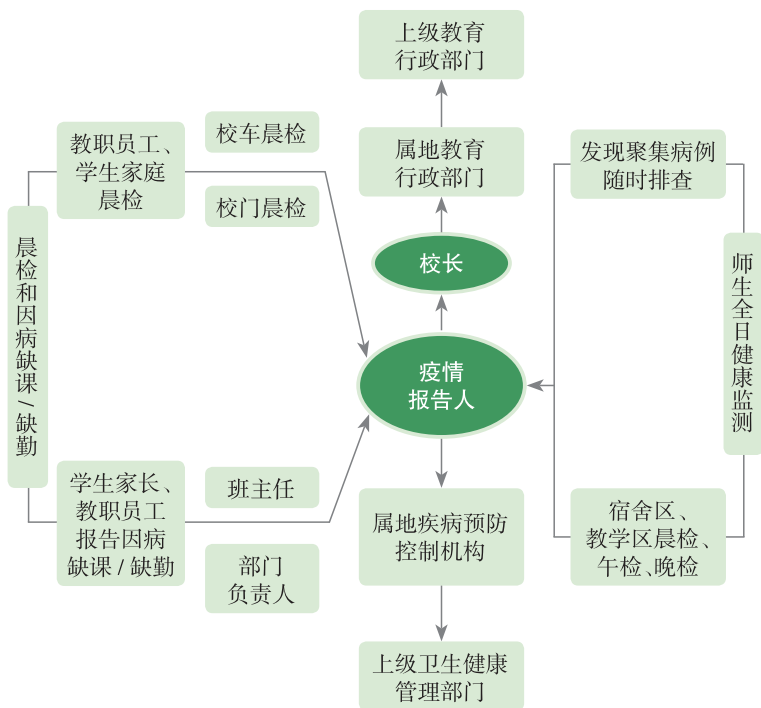 上级教育
行政部门
属地教育
行政部门
校长
疫情
报告人
属地疾病预防
控制机构
上级卫生健康
管理部门
晨检和因病缺课/缺勤
教职员工、
学生家庭
晨检
校车晨检
校门晨检
学生家长、
教职员工
报告因病
缺课/缺勤
班主任
部门
负责人
发现聚集病例
随时排查
师生全日健康监测
宿舍区、
教学区晨检、
午检、晚检